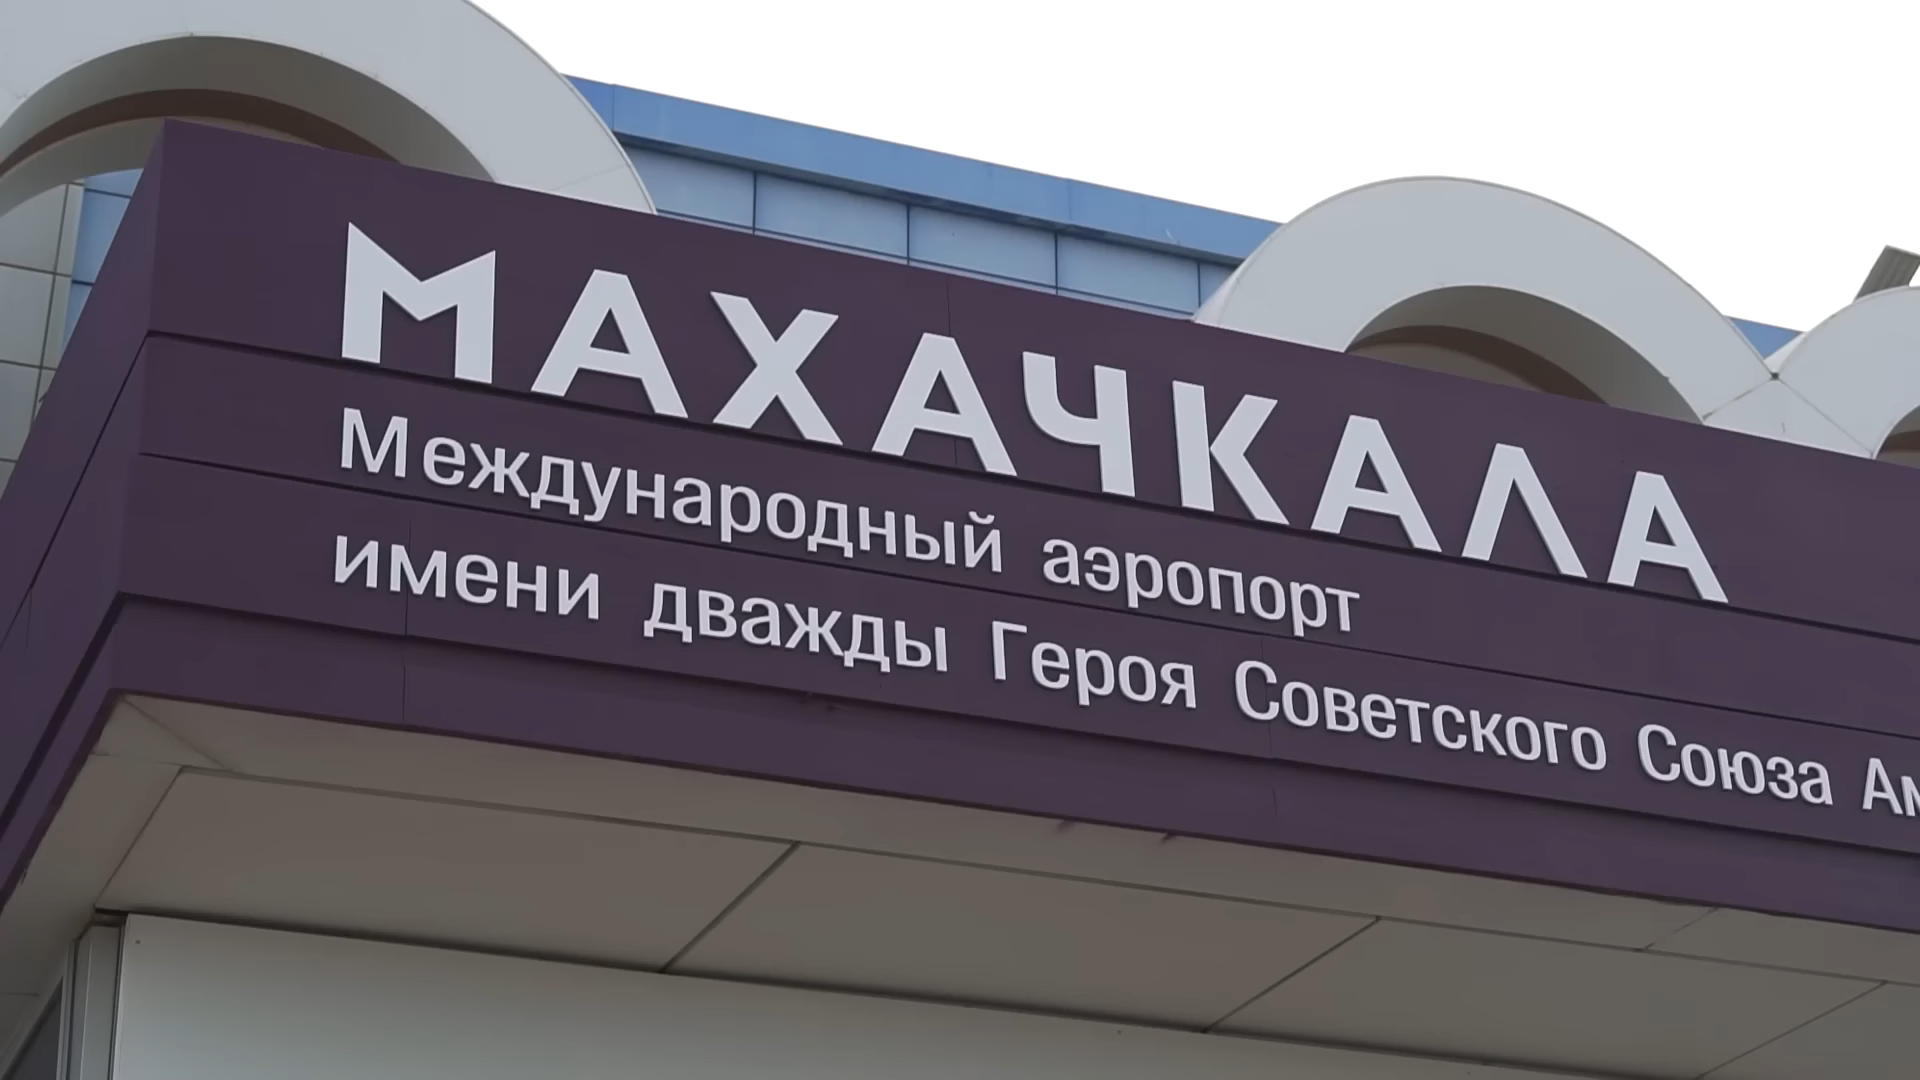 МАХАЧКАЛА
Международный аэропорт
имени дважды Героя Советского Союза